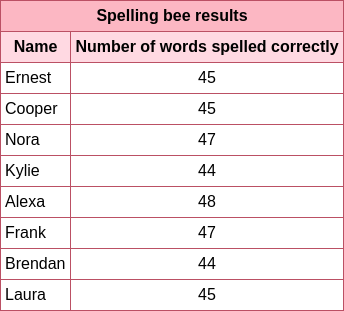 Spelling bee results
Name Number of words spelled correctly
Ernest 45
Cooper 45
Nora 47
Kylie 44
Alexa 48
Frank 47
Brendan 44
Laura 45